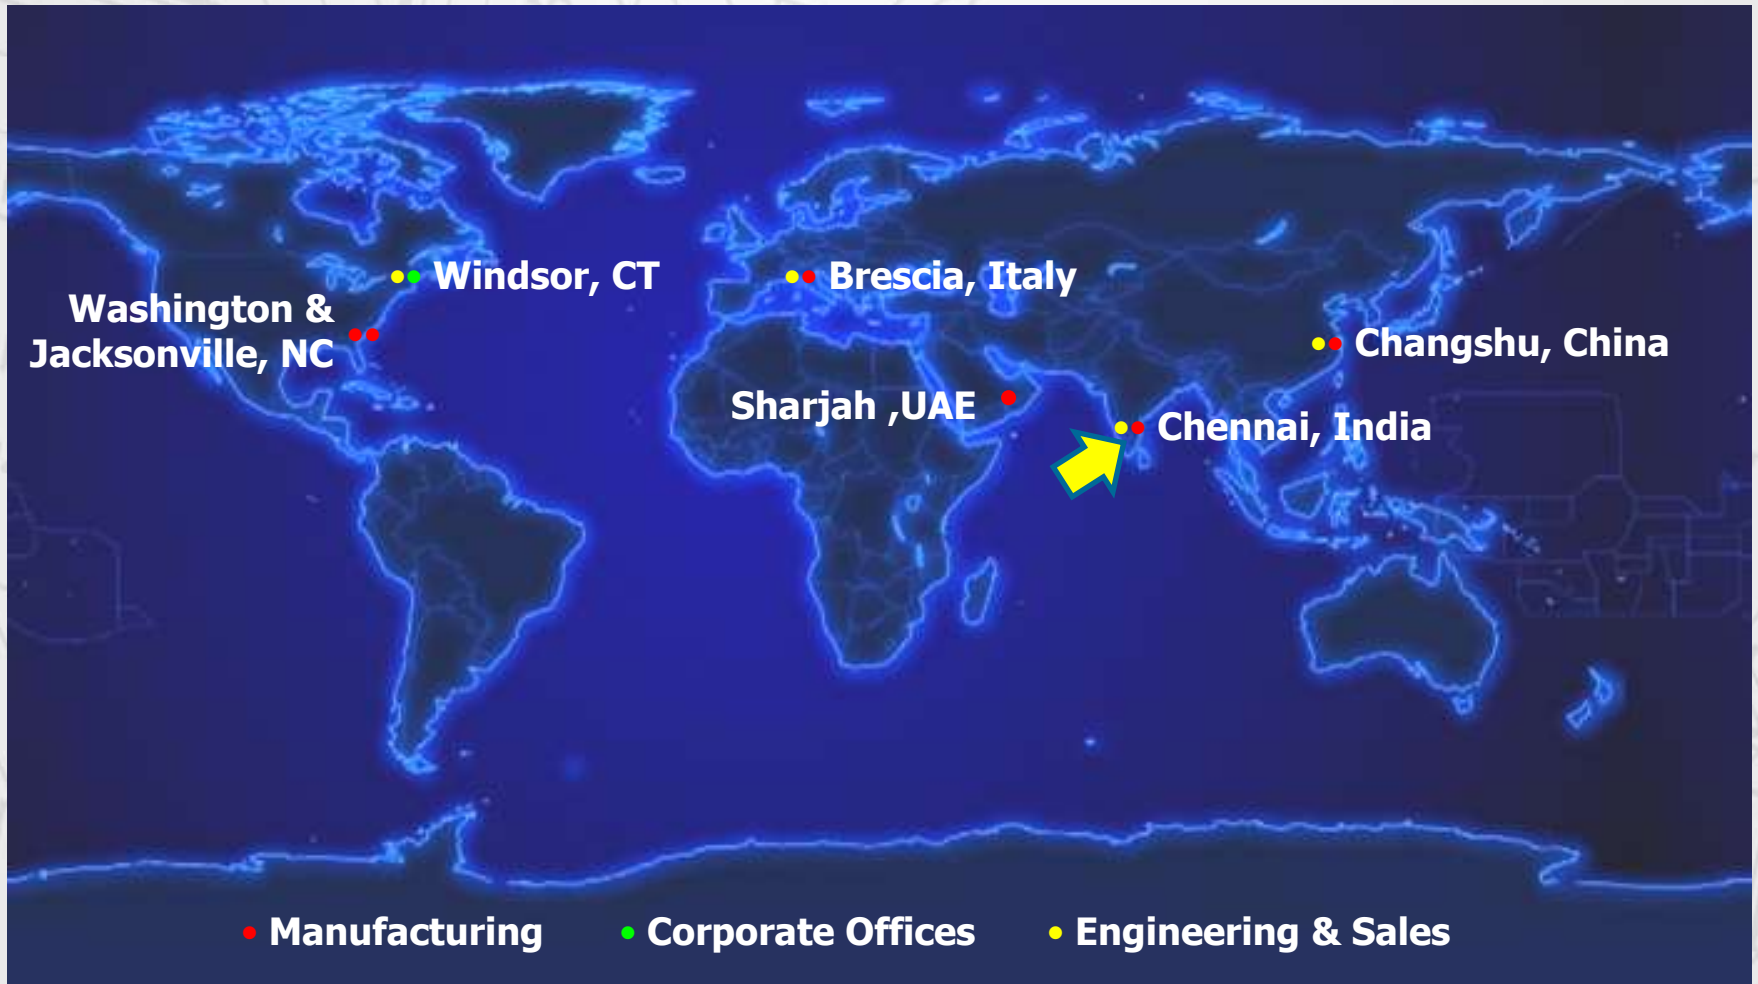 Windsor, CT
Brescia, Italy
Washington &
Jacksonville, NC
Changshu, China
Sharjah ,UAE
Chennai, India
Manufacturing
Corporate Offices
Engineering & Sales